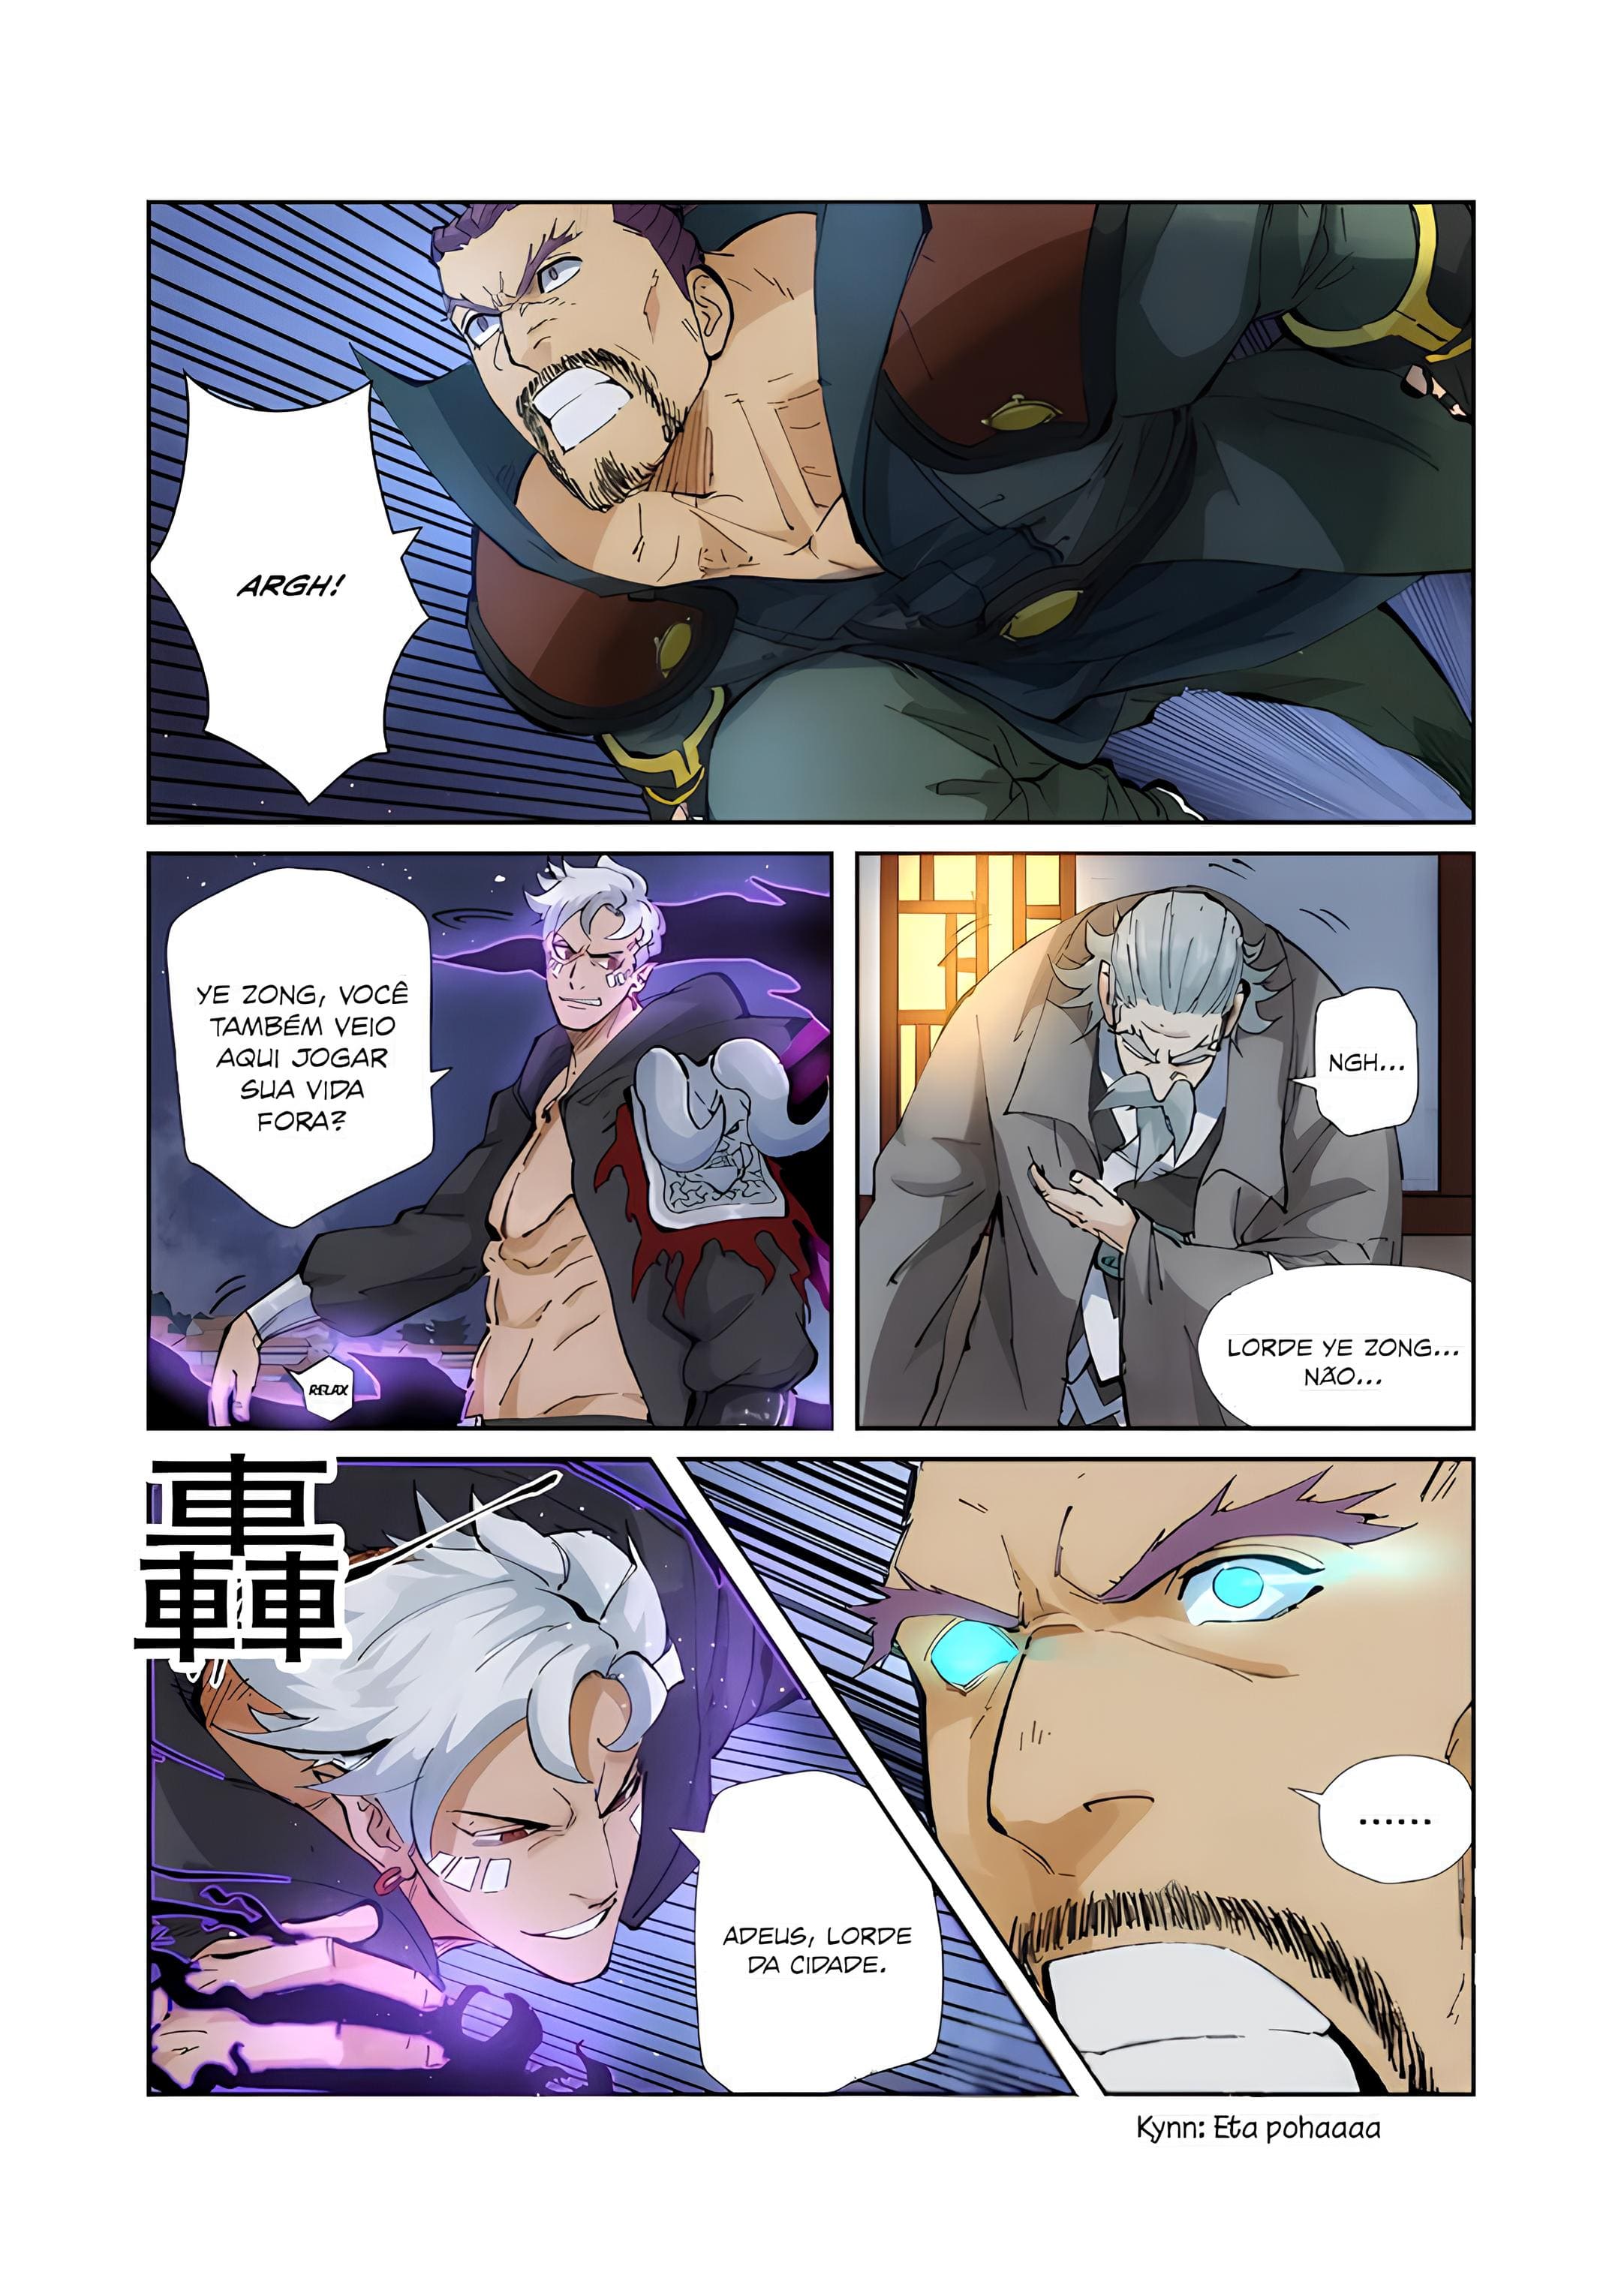 ARGH!
YE ZONG, VOCÊ
TAMBÉM VEIO
AQUI JOGAR
SUA VIDA
FORA?
RELAX
NGH...
LORDE YE ZONG...
NÃO...
轟
ADEUS, LORDE
DA CIDADE.
......
Kynn: Eta pohaaaa